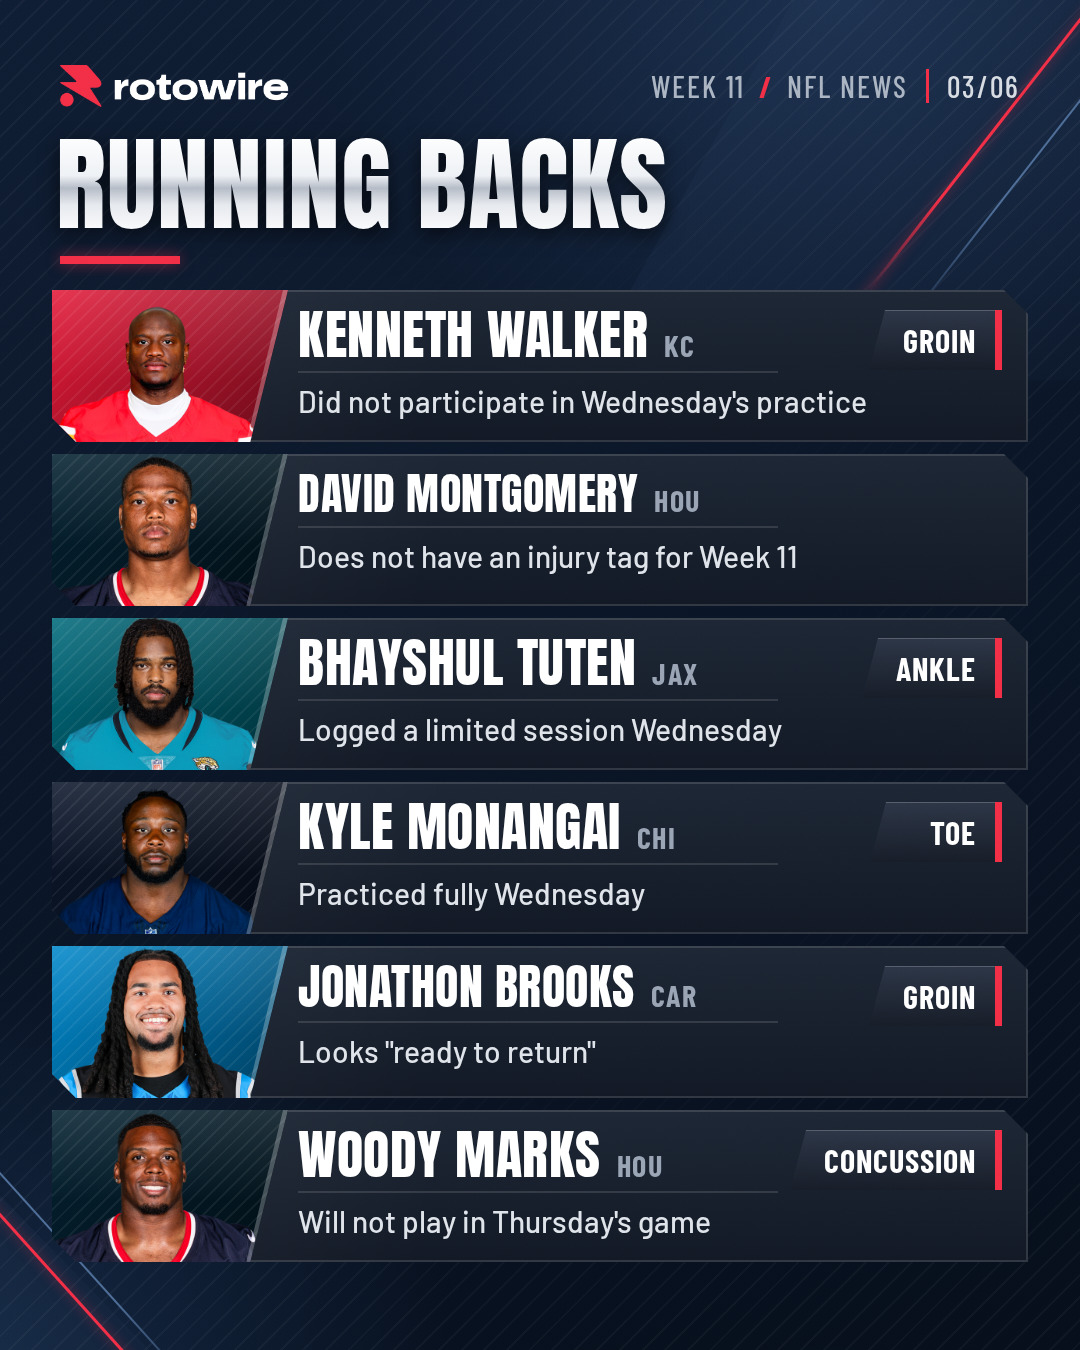 rotowire
WEEK 11 / NFL NEWS | 03/06
RUNNING BACKS
KENNETH WALKER KC
GROIN
Did not participate in Wednesday's practice
DAVID MONTGOMERY HOU
Does not have an injury tag for Week 11
BHAYSHUL TUTEN JAX
ANKLE
Logged a limited session Wednesday
KYLE MONANGAI CHI
TOE
Practiced fully Wednesday
JONATHON BROOKS CAR
GROIN
Looks "ready to return"
WOODY MARKS HOU
CONCUSSION
Will not play in Thursday's game